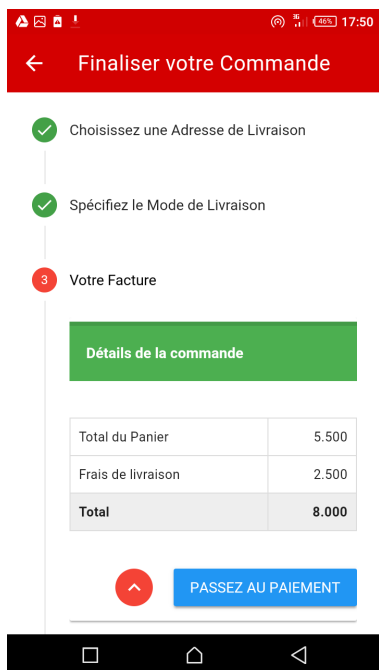 3G
46% 17:50
Finaliser votre Commande
Choisissez une Adresse de Livraison
Spécifiez le Mode de Livraison
3 Votre Facture
Détails de la commande
Total du Panier 5.500
Frais de livraison 2.500
Total 8.000
PASSEZ AU PAIEMENT